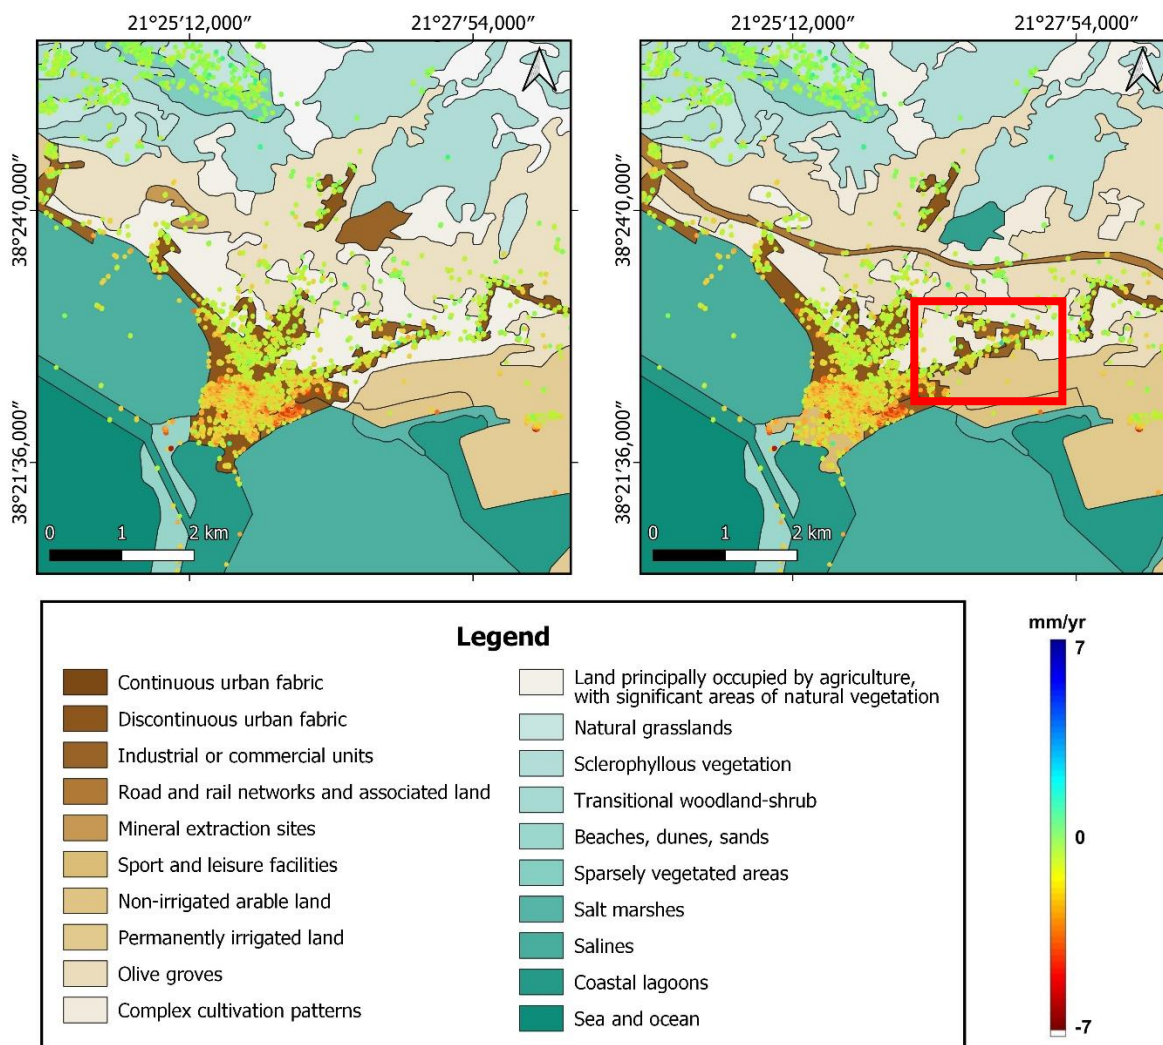 21°25′12,000″ 21°27′54,000″ 21°25′12,000″ 21°27′54,000″
38°24′0,000″
38°21′36,000″
0 1 2 km
38°24′0,000″
38°21′36,000″
0 1 2 km
Legend
Continuous urban fabric
Discontinuous urban fabric
Industrial or commercial units
Road and rail networks and associated land
Mineral extraction sites
Sport and leisure facilities
Non-irrigated arable land
Permanently irrigated land
Olive groves
Complex cultivation patterns
Land principally occupied by agriculture,
with significant areas of natural vegetation
Natural grasslands
Sclerophyllous vegetation
Transitional woodland-shrub
Beaches, dunes, sands
Sparsely vegetated areas
Salt marshes
Salines
Coastal lagoons
Sea and ocean
mm/yr
7
0
-7